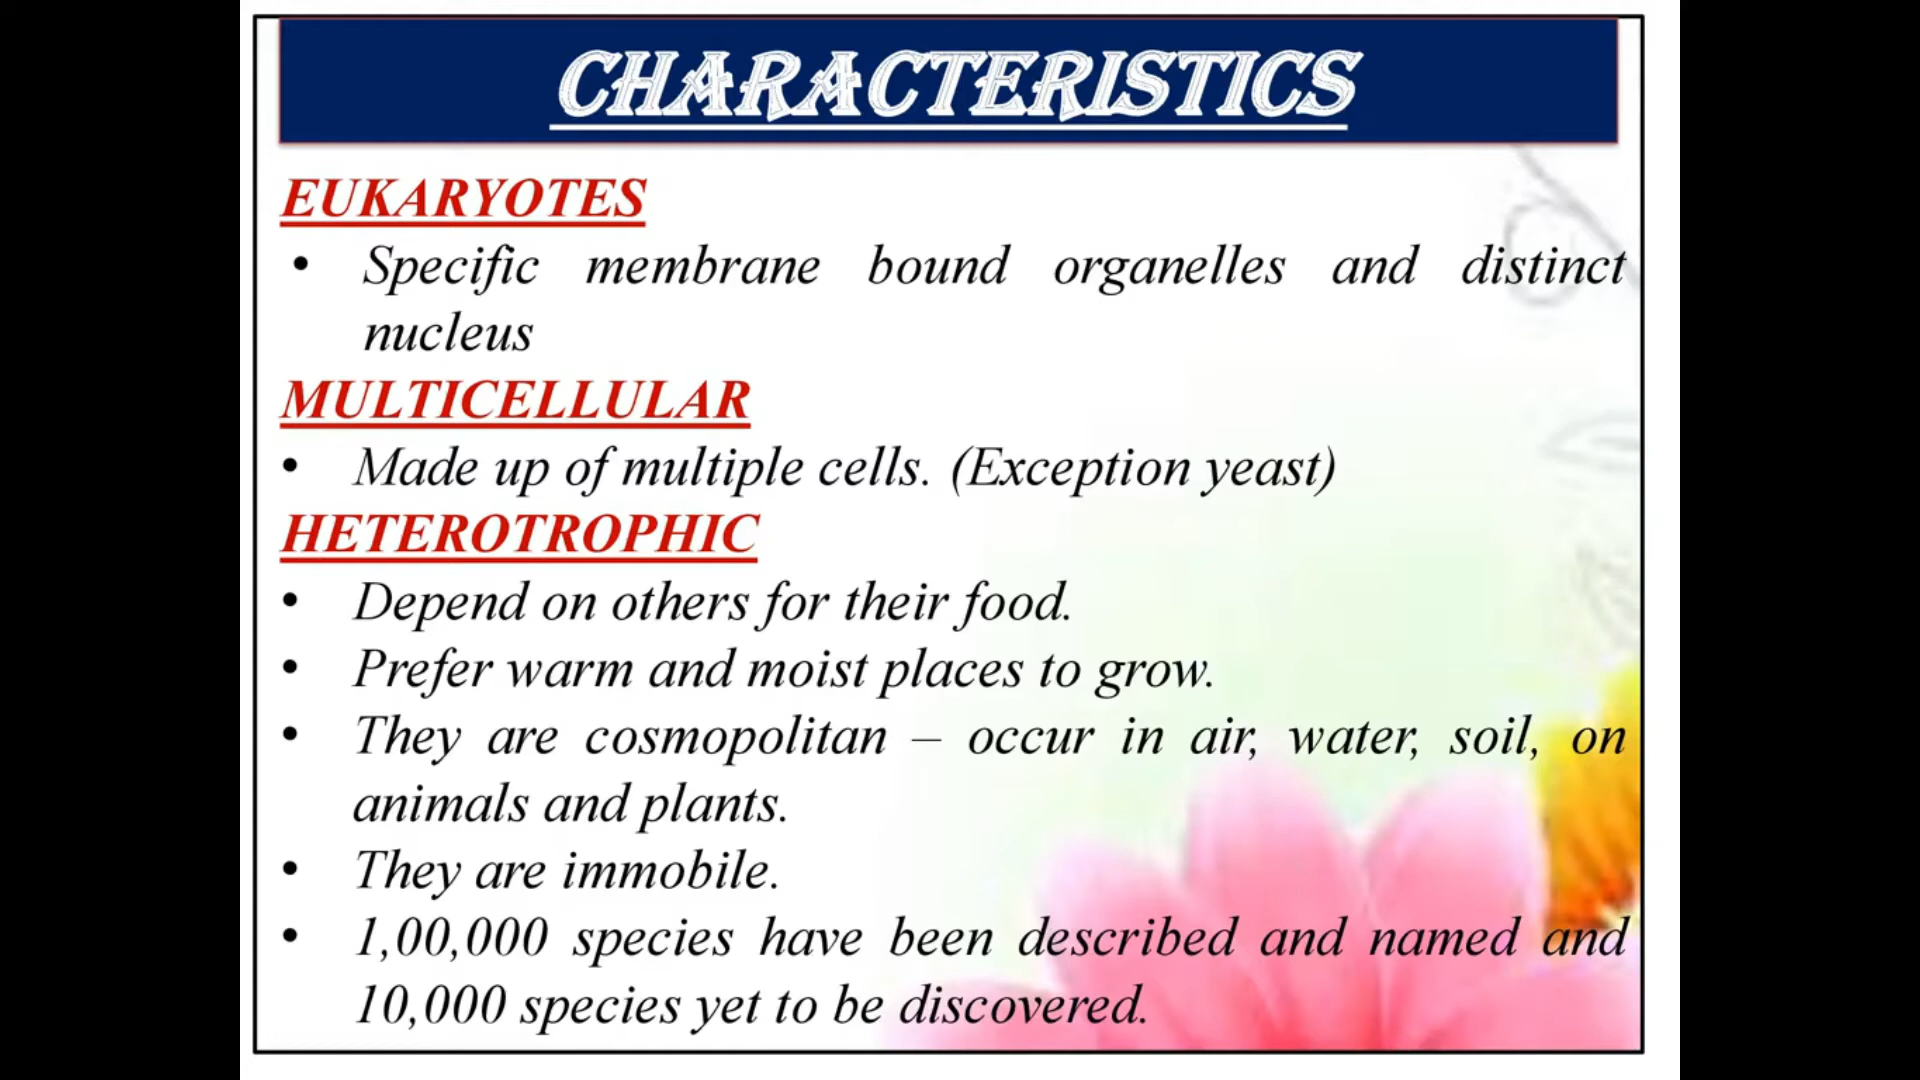 CHARACTERISTICS
EUKARYOTES
• Specific membrane bound organelles and distinct
nucleus
MULTICELLULAR
• Made up of multiple cells. (Exception yeast)
HETEROTROPHIC
• Depend on others for their food.
• Prefer warm and moist places to grow.
• They are cosmopolitan – occur in air, water, soil, on
animals and plants.
• They are immobile.
• 1,00,000 species have been described and named and
10,000 species yet to be discovered.